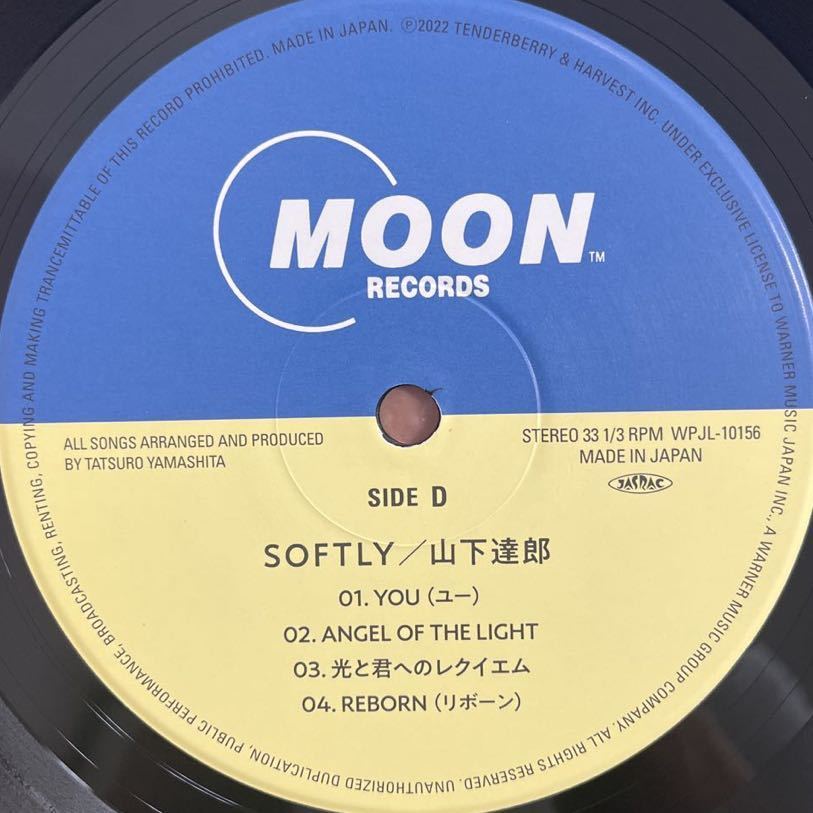 MOON
TM
RECORDS
ALL SONGS ARRANGED AND PRODUCED
BY TATSURO YAMASHITA
STEREO 33 1/3 RPM WPJL-10156
MADE IN JAPAN
JASRAC
SIDE D
SOFTLY／山下達郎
01. YOU（ユー）
02. ANGEL OF THE LIGHT
03. 光と君へのレクイエム
04. REBORN（リボーン）
UNAUTHORIZED DUPLICATION, PUBLIC PERFORMANCE, BROADCASTING, RENTING, COPYING AND MAKING TRANCEMITTABLE OF THIS RECORD PROHIBITED. MADE IN JAPAN. Ⓟ2022 TENDERBERRY & HARVEST INC. UNDER EXCLUSIVE LICENSE TO WARNER MUSIC JAPAN INC., A WARNER MUSIC GROUP COMPANY. ALL RIGHTS RESERVED.